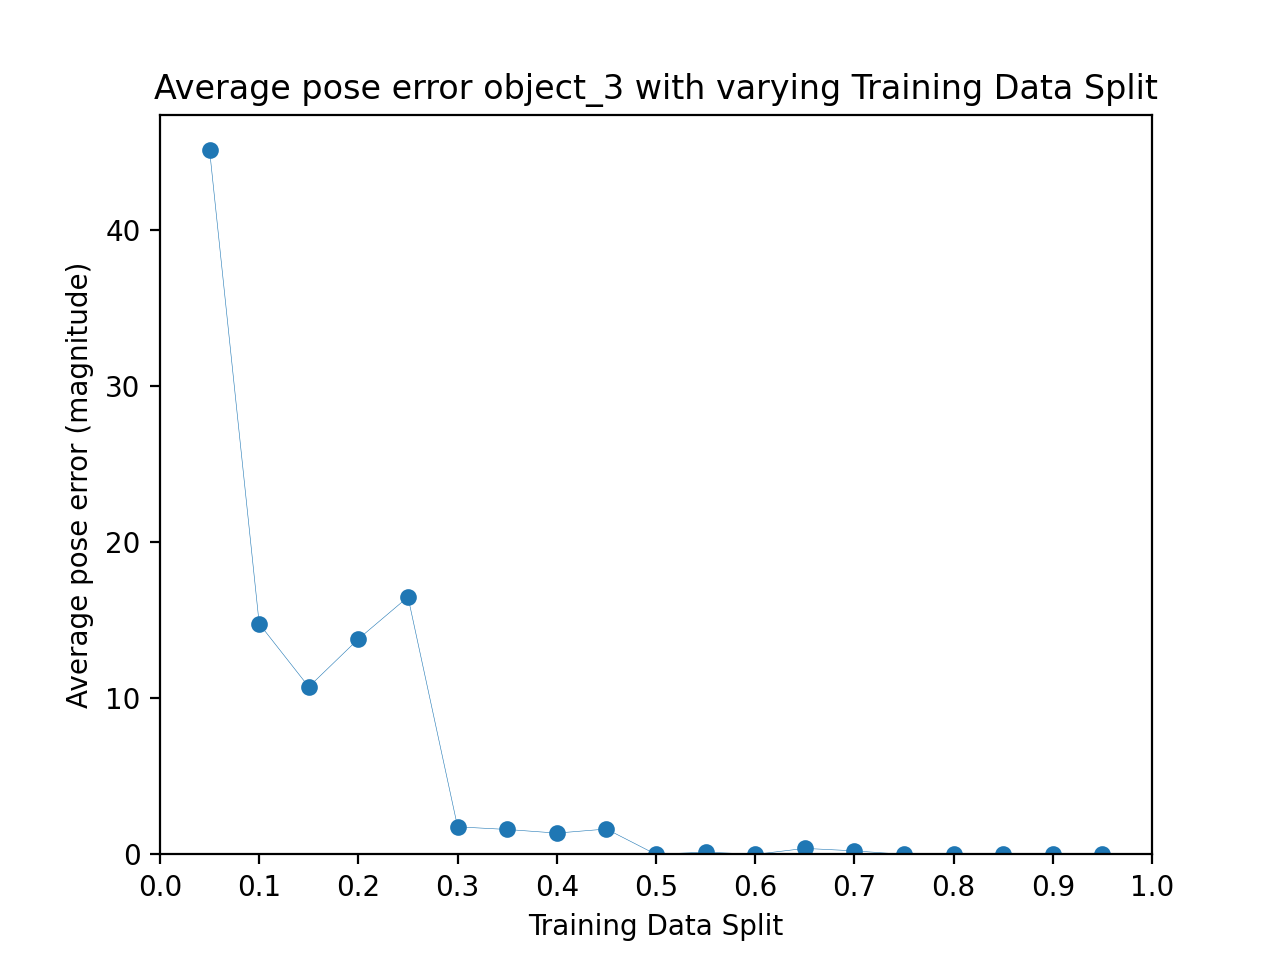 Average pose error object_3 with varying Training Data Split
Average pose error (magnitude)
40
30
20
10
0
0.0 0.1 0.2 0.3 0.4 0.5 0.6 0.7 0.8 0.9 1.0
Training Data Split